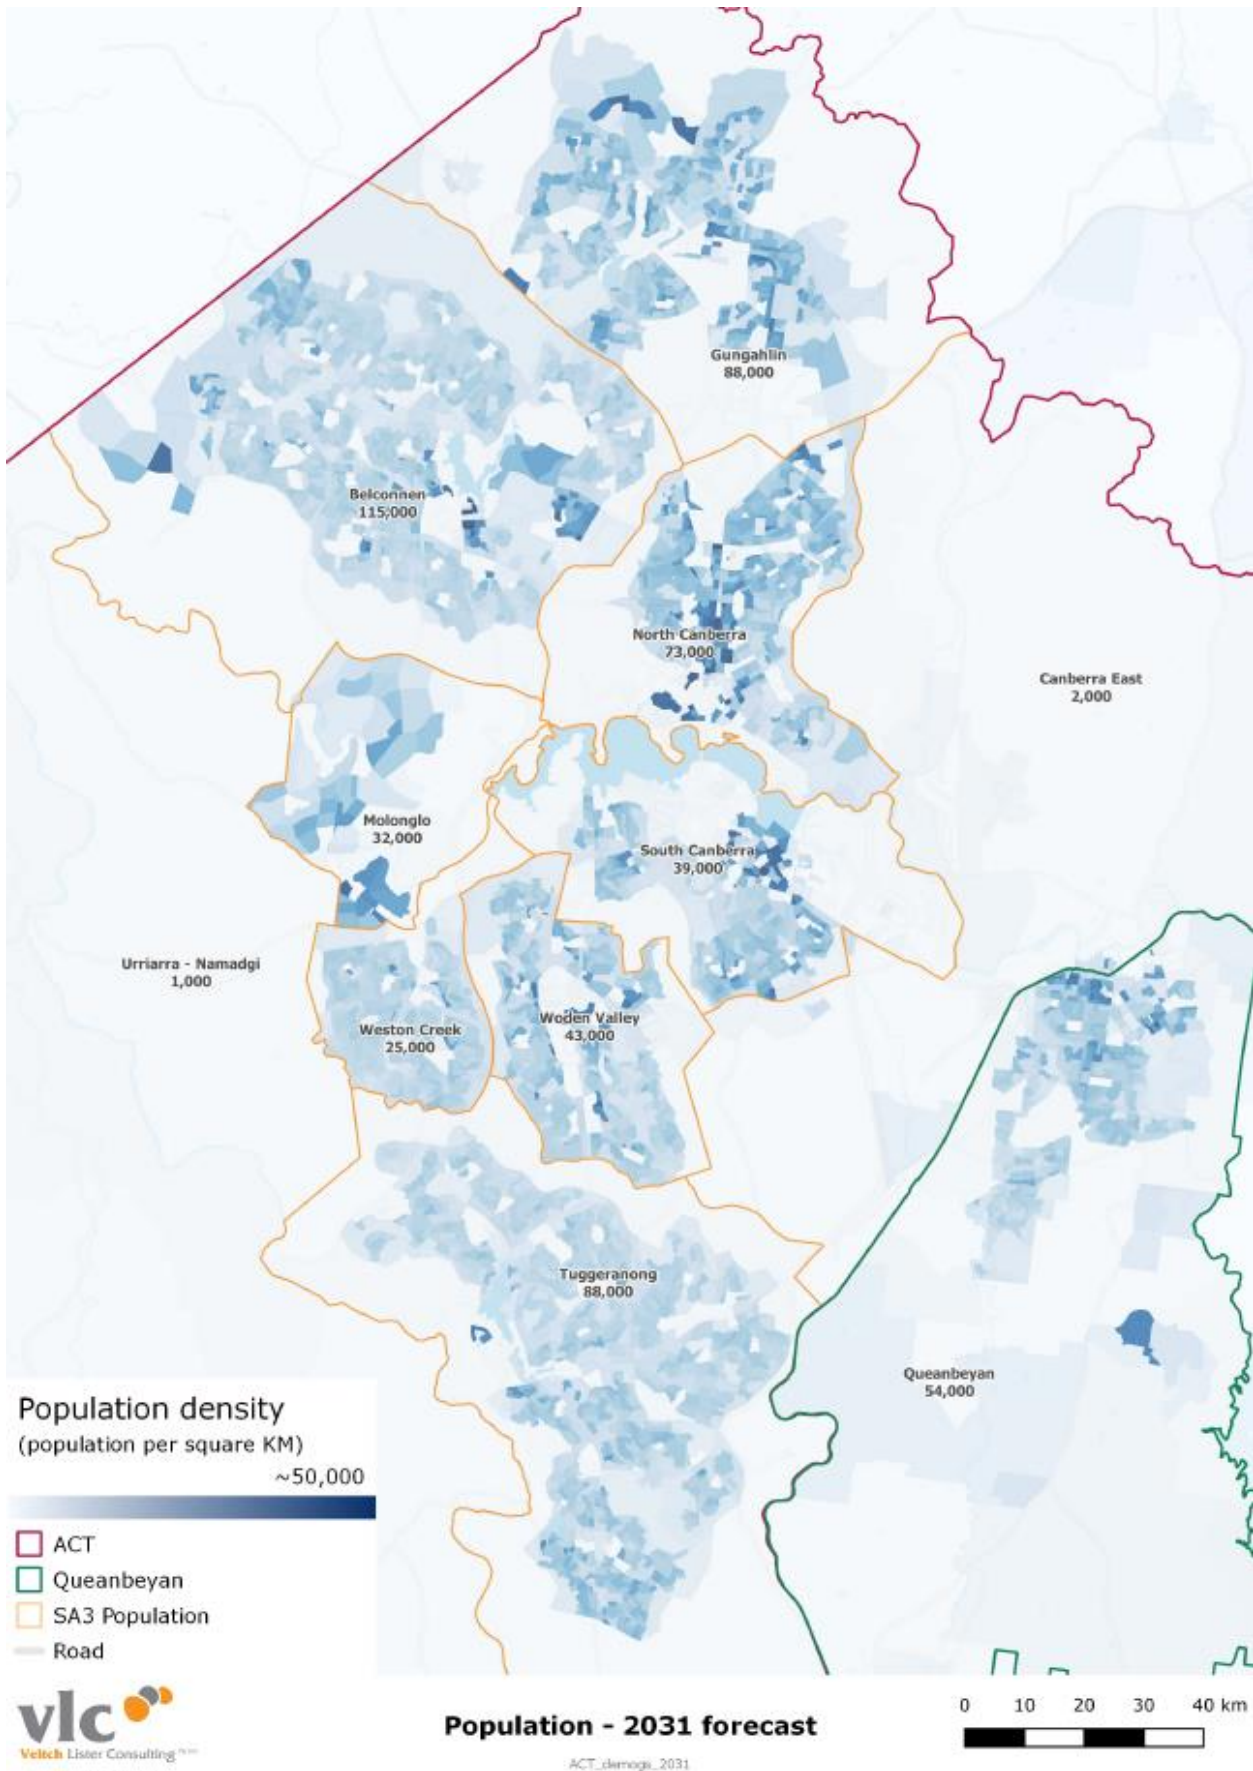 Gungahlin
88,000
Belconnen
115,000
North Canberra
73,000
Canberra East
2,000
Molonglo
32,000
South Canberra
39,000
Urriarra - Namadgi
1,000
Weston Creek
25,000
Woden Valley
43,000
Tuggeranong
88,000
Queanbeyan
54,000
Population density
(population per square KM)
~50,000
ACT
Queanbeyan
SA3 Population
Road
vlc
Veitch Lister Consulting
Population - 2031 forecast
ACT_demogs_2031
0 10 20 30 40 km